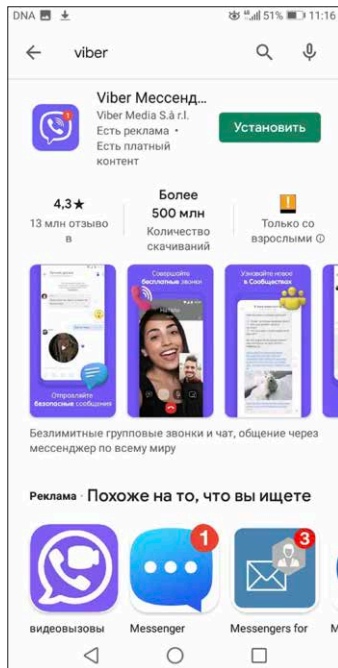 DNA 51% 11:16
viber
Viber Мессенд...
Viber Media S.à r.l.
Есть реклама •
Есть платный
контент
Установить
4,3★
13 млн отзыво
в
Более
500 млн
Количество
скачиваний
Только со
взрослыми
Отправляйте
безопасные сообщения
Совершайте
бесплатные звонки
Узнавайте новое
в Сообществах
Безлимитные групповые звонки и чат, общение через
мессенджер по всему миру
Реклама · Похоже на то, что вы ищете
1
3
видеовызовы
Messenger
Messengers for
M